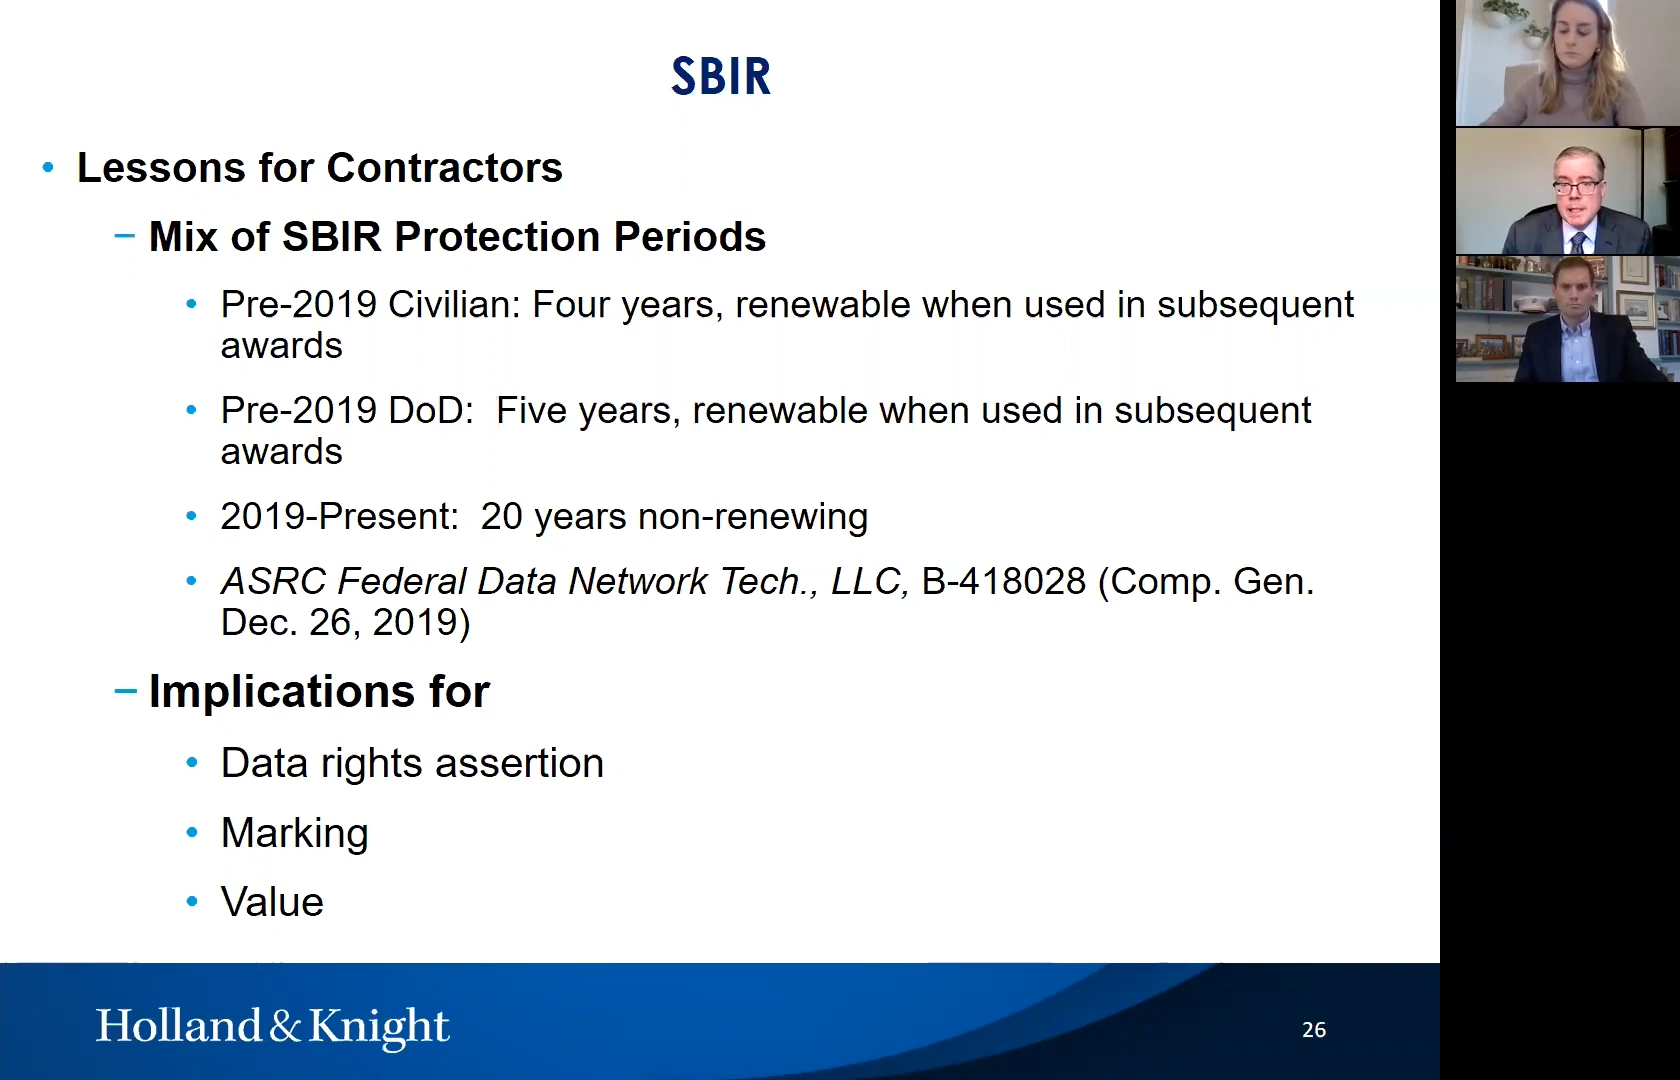 SBIR
• Lessons for Contractors
– Mix of SBIR Protection Periods
• Pre-2019 Civilian: Four years, renewable when used in subsequent
awards
• Pre-2019 DoD:  Five years, renewable when used in subsequent
awards
• 2019-Present:  20 years non-renewing
• ASRC Federal Data Network Tech., LLC, B-418028 (Comp. Gen.
Dec. 26, 2019)
– Implications for
• Data rights assertion
• Marking
• Value
Holland & Knight
26